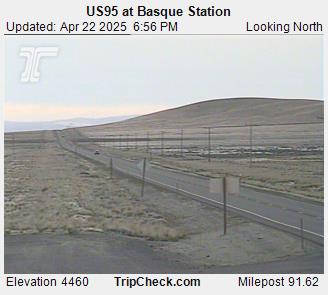 US95 at Basque Station
Updated: Apr 22 2025 6:56 PM Looking North
Elevation 4460 TripCheck.com Milepost 91.62